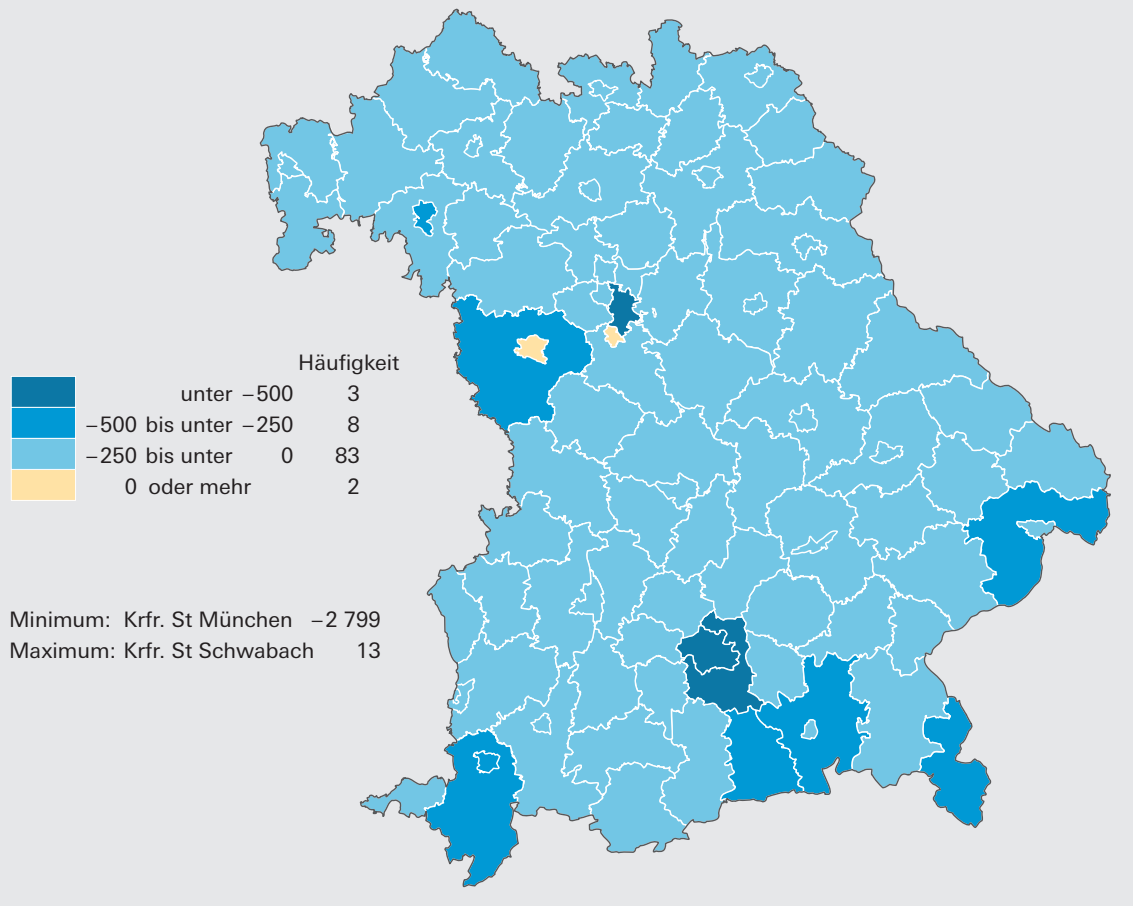 Häufigkeit
unter –500 3
–500 bis unter –250 8
–250 bis unter 0 83
0 oder mehr 2
Minimum: Krfr. St München –2 799
Maximum: Krfr. St Schwabach 13